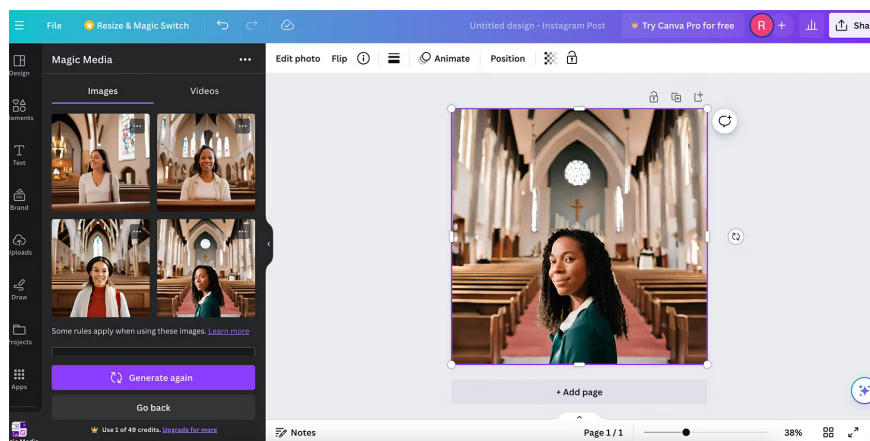 File
Resize & Magic Switch
Untitled design - Instagram Post
Try Canva Pro for free
R
+
Sha
Design
Magic Media
Edit photo
Flip
Animate
Position
Images
Videos
lements
Text
Brand
Uploads
Draw
rojects
Apps
Some rules apply when using these images. Learn more
Generate again
Go back
Use 1 of 49 credits. Upgrade for more
+ Add page
Notes
Page 1 / 1
38%